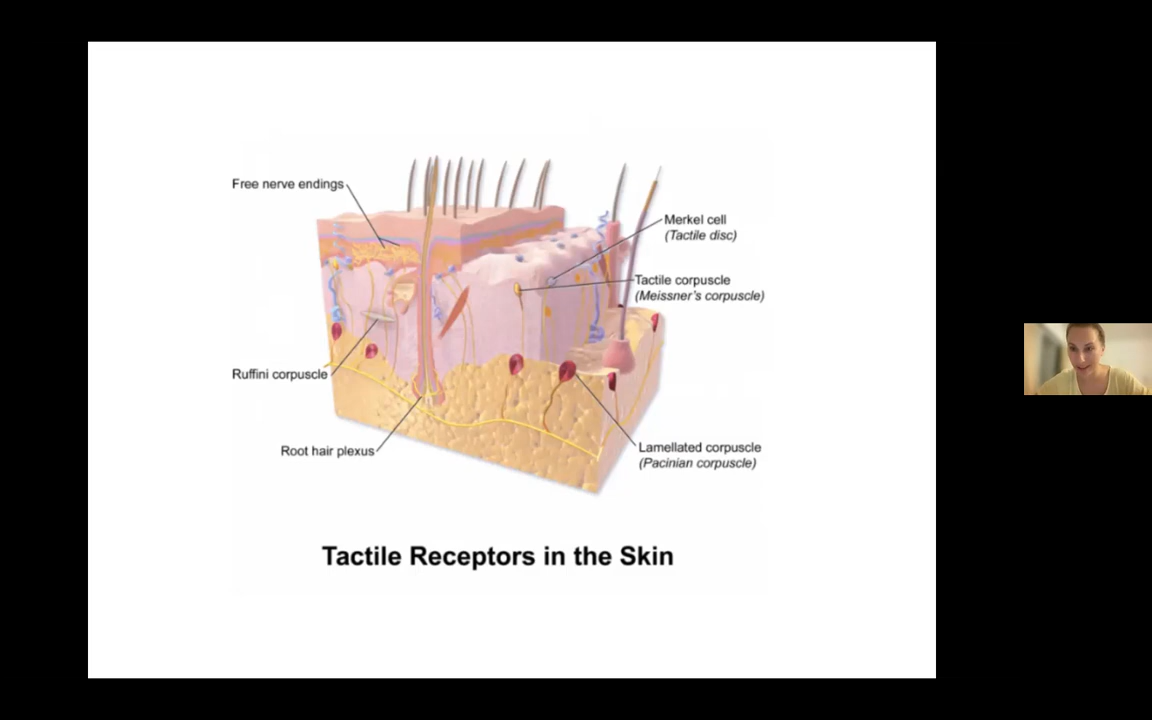 Free nerve endings
Merkel cell
(Tactile disc)
Tactile corpuscle
(Meissner's corpuscle)
Ruffini corpuscle
Root hair plexus
Lamellated corpuscle
(Pacinian corpuscle)
Tactile Receptors in the Skin